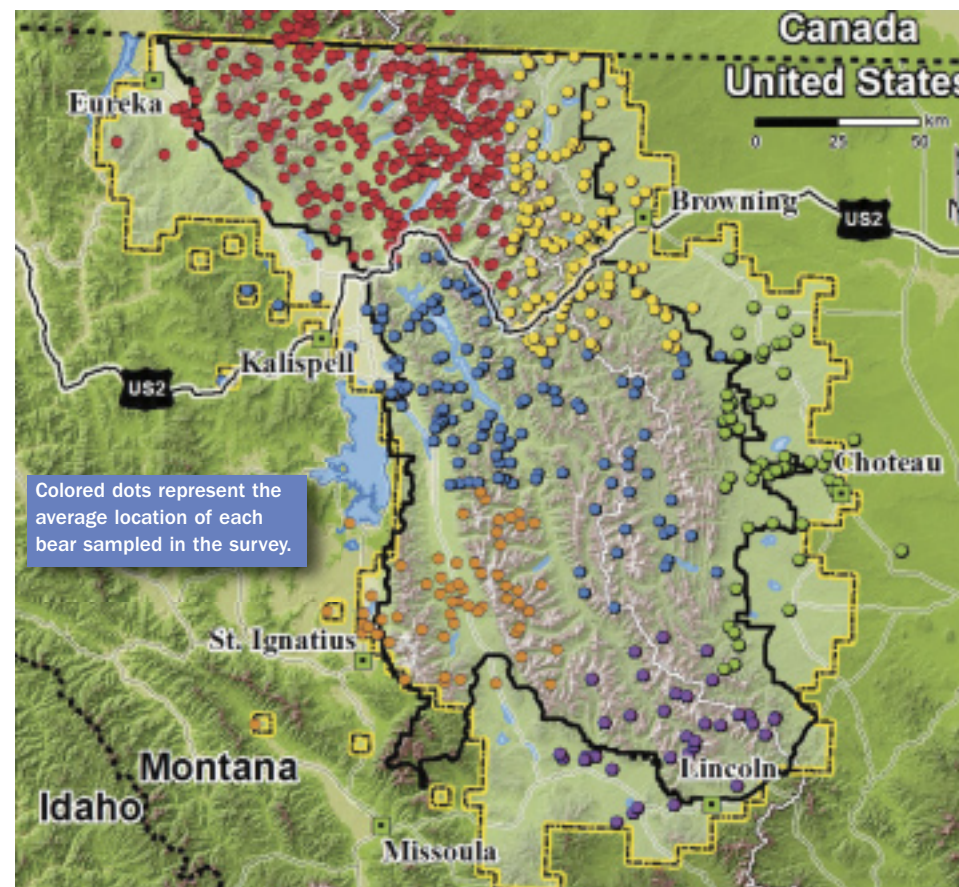 Canada
United States
Eureka
km
0 25 50
Browning
US2
Kalispell
US2
Choteau
Colored dots represent the
average location of each
bear sampled in the survey.
St. Ignatius
Montana
Lincoln
Idaho
Missoula